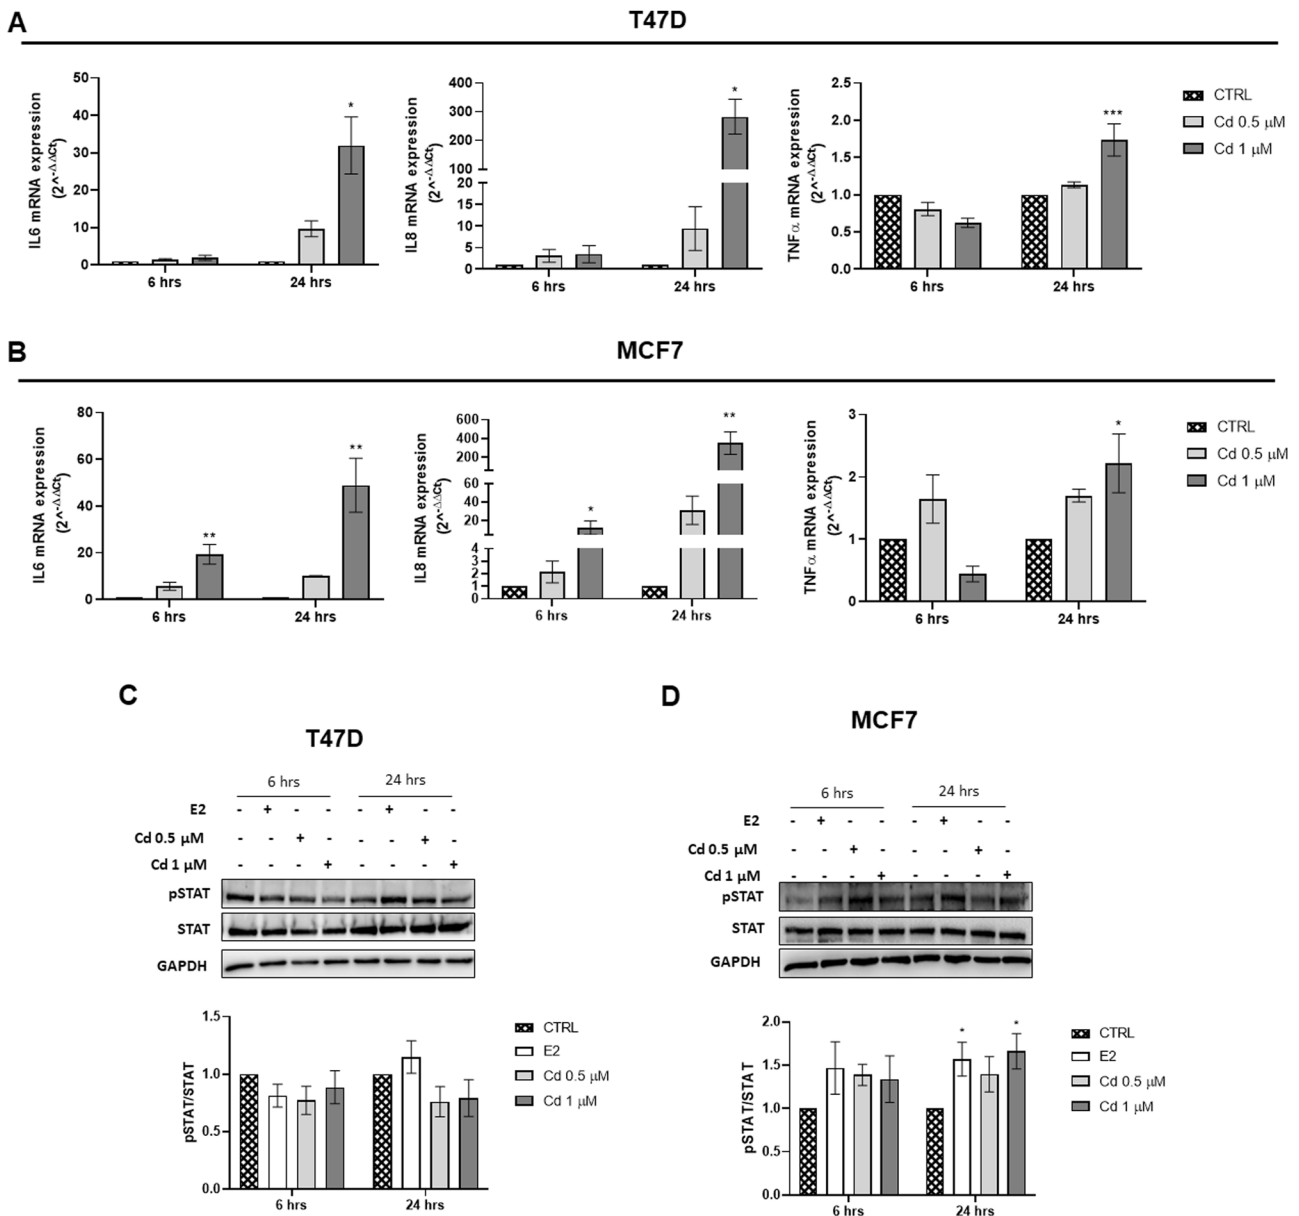 A
T47D
IL6 mRNA expression
(2^-ΔΔCt)
50
40
30
20
10
0
*
6 hrs
24 hrs
IL8 mRNA expression
(2^-ΔΔCt)
400
300
200
100
20
15
10
5
0
*
6 hrs
24 hrs
TNFα mRNA expression
(2^-ΔΔCt)
2.5
2.0
1.5
1.0
0.5
0.0
***
6 hrs
24 hrs
CTRL
Cd 0.5 μM
Cd 1 μM
B
MCF7
IL6 mRNA expression
(2^-ΔΔCt)
80
60
40
20
0
**
**
6 hrs
24 hrs
IL8 mRNA expression
(2^-ΔΔCt)
600
400
200
60
40
20
4
3
2
1
0
*
**
6 hrs
24 hrs
TNFα mRNA expression
(2^-ΔΔCt)
3
2
1
0
*
6 hrs
24 hrs
CTRL
Cd 0.5 μM
Cd 1 μM
C
T47D
6 hrs
24 hrs
E2 - + - - - + - -
Cd 0.5 μM - - + - - - + -
Cd 1 μM - - - + - - - +
pSTAT
STAT
GAPDH
pSTAT/STAT
1.5
1.0
0.5
0.0
6 hrs
24 hrs
CTRL
E2
Cd 0.5 μM
Cd 1 μM
D
MCF7
6 hrs
24 hrs
E2 - + - - - + - -
Cd 0.5 μM - - + - - - + -
Cd 1 μM - - - + - - - +
pSTAT
STAT
GAPDH
pSTAT/STAT
2.0
1.5
1.0
0.5
0.0
*
*
6 hrs
24 hrs
CTRL
E2
Cd 0.5 μM
Cd 1 μM